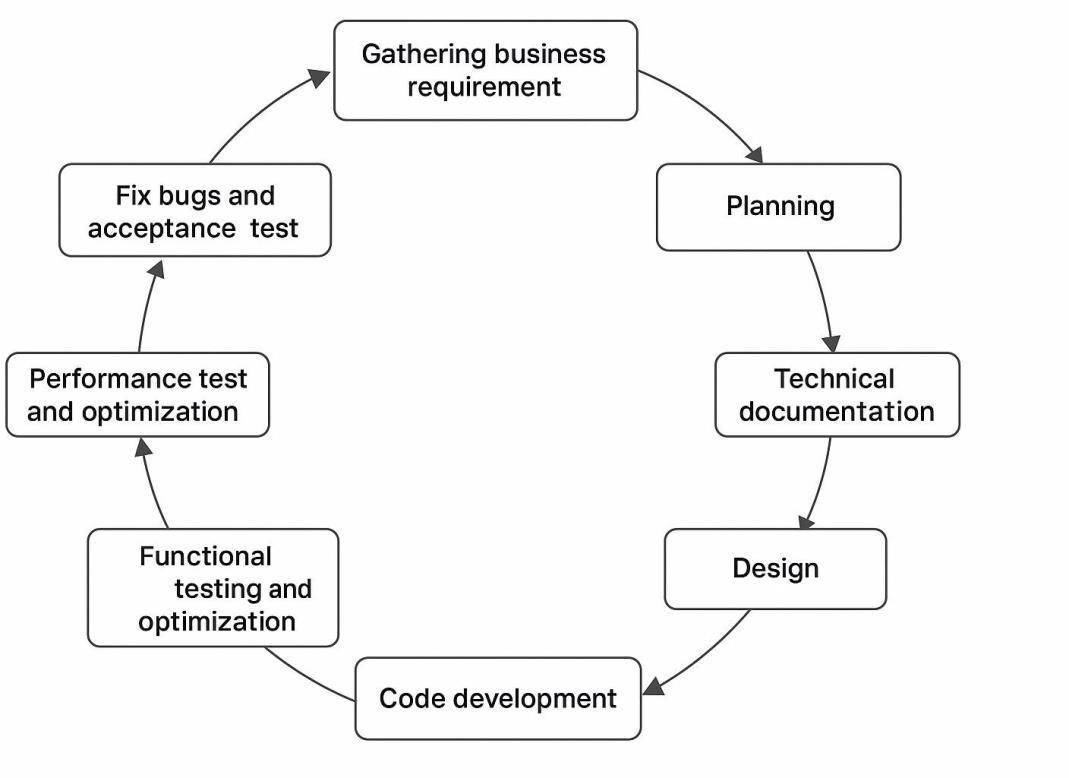 Gathering business
requirement
Planning
Technical
documentation
Design
Code development
Functional
testing and
optimization
Performance test
and optimization
Fix bugs and
acceptance test